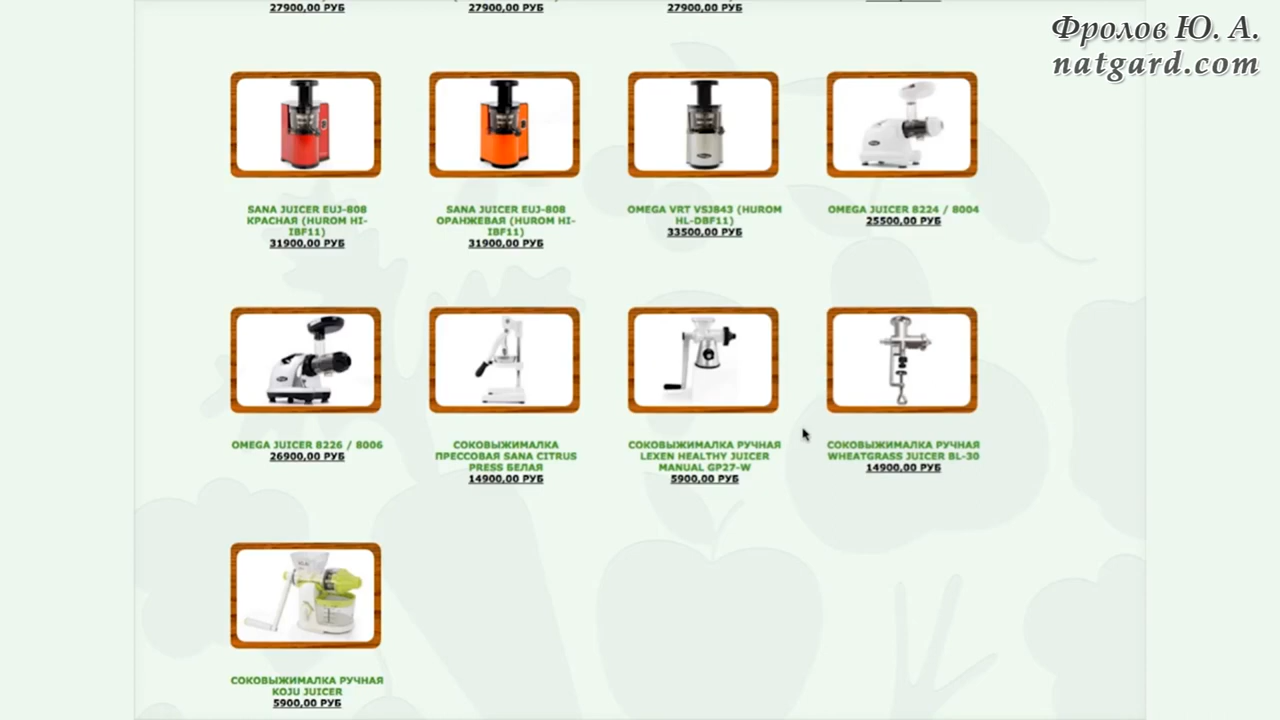 Фролов Ю. А.
natgard.com
27900,00 РУБ
27900,00 РУБ
27900,00 РУБ
SANA JUICER EUJ-808
КРАСНАЯ (HUROM HI-
IBF11)
31900,00 РУБ
SANA JUICER EUJ-808
ОРАНЖЕВАЯ (HUROM HI-
IBF11)
31900,00 РУБ
OMEGA VRT VSJ843 (HUROM
HL-DBF11)
33500,00 РУБ
OMEGA JUICER 8224 / 8004
25500,00 РУБ
OMEGA JUICER 8226 / 8006
26900,00 РУБ
СОКОВЫЖИМАЛКА
ПРЕССОВАЯ SANA CITRUS
PRESS БЕЛАЯ
14900,00 РУБ
СОКОВЫЖИМАЛКА РУЧНАЯ
LEXEN HEALTHY JUICER
MANUAL GP27-W
5900,00 РУБ
СОКОВЫЖИМАЛКА РУЧНАЯ
WHEATGRASS JUICER BL-30
14900,00 РУБ
СОКОВЫЖИМАЛКА РУЧНАЯ
KOJU JUICER
5900,00 РУБ